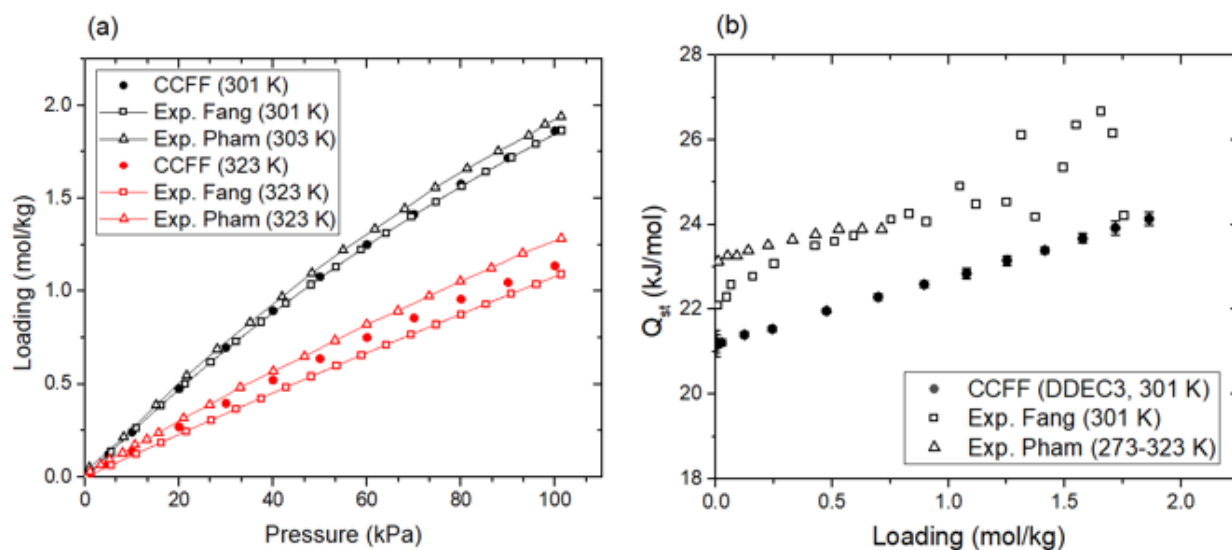 (a)
CCFF (301 K)
Exp. Fang (301 K)
Exp. Pham (303 K)
CCFF (323 K)
Exp. Fang (323 K)
Exp. Pham (323 K)
2.0
1.5
1.0
0.5
0.0
Loading (mol/kg)
0 20 40 60 80 100
Pressure (kPa)
(b)
28
26
24
22
20
18
Qst (kJ/mol)
CCFF (DDEC3, 301 K)
Exp. Fang (301 K)
Exp. Pham (273-323 K)
0.0 0.5 1.0 1.5 2.0
Loading (mol/kg)